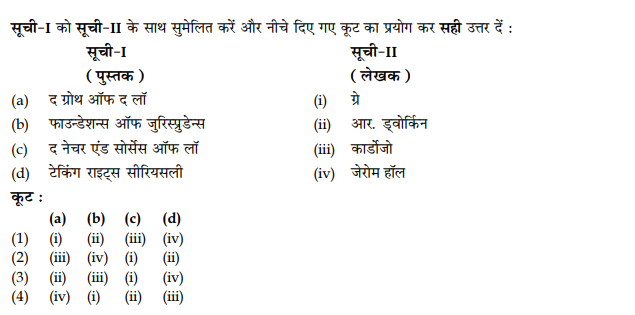 सूची-I को सूची-II के साथ सुमेलित करें और नीचे दिए गए कूट का प्रयोग कर सही उत्तर दें :
सूची-I सूची-II
( पुस्तक ) ( लेखक )
(a) द ग्रोथ ऑफ द लॉ (i) ग्रे
(b) फाउन्डेशन्स ऑफ जुरिस्प्रुडेन्स (ii) आर. ड्वोर्किन
(c) द नेचर एंड सोर्सेस ऑफ लॉ (iii) कार्डोजो
(d) टेकिंग राइट्स सीरियसली (iv) जेरोम हॉल
कूट :
(a) (b) (c) (d)
(1) (i) (ii) (iii) (iv)
(2) (iii) (iv) (i) (ii)
(3) (ii) (iii) (i) (iv)
(4) (iv) (i) (ii) (iii)